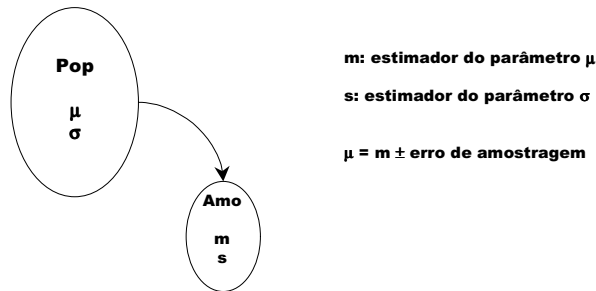 Pop
μ
σ
Amo
m
s
m: estimador do parâmetro μ
s: estimador do parâmetro σ
μ = m ± erro de amostragem